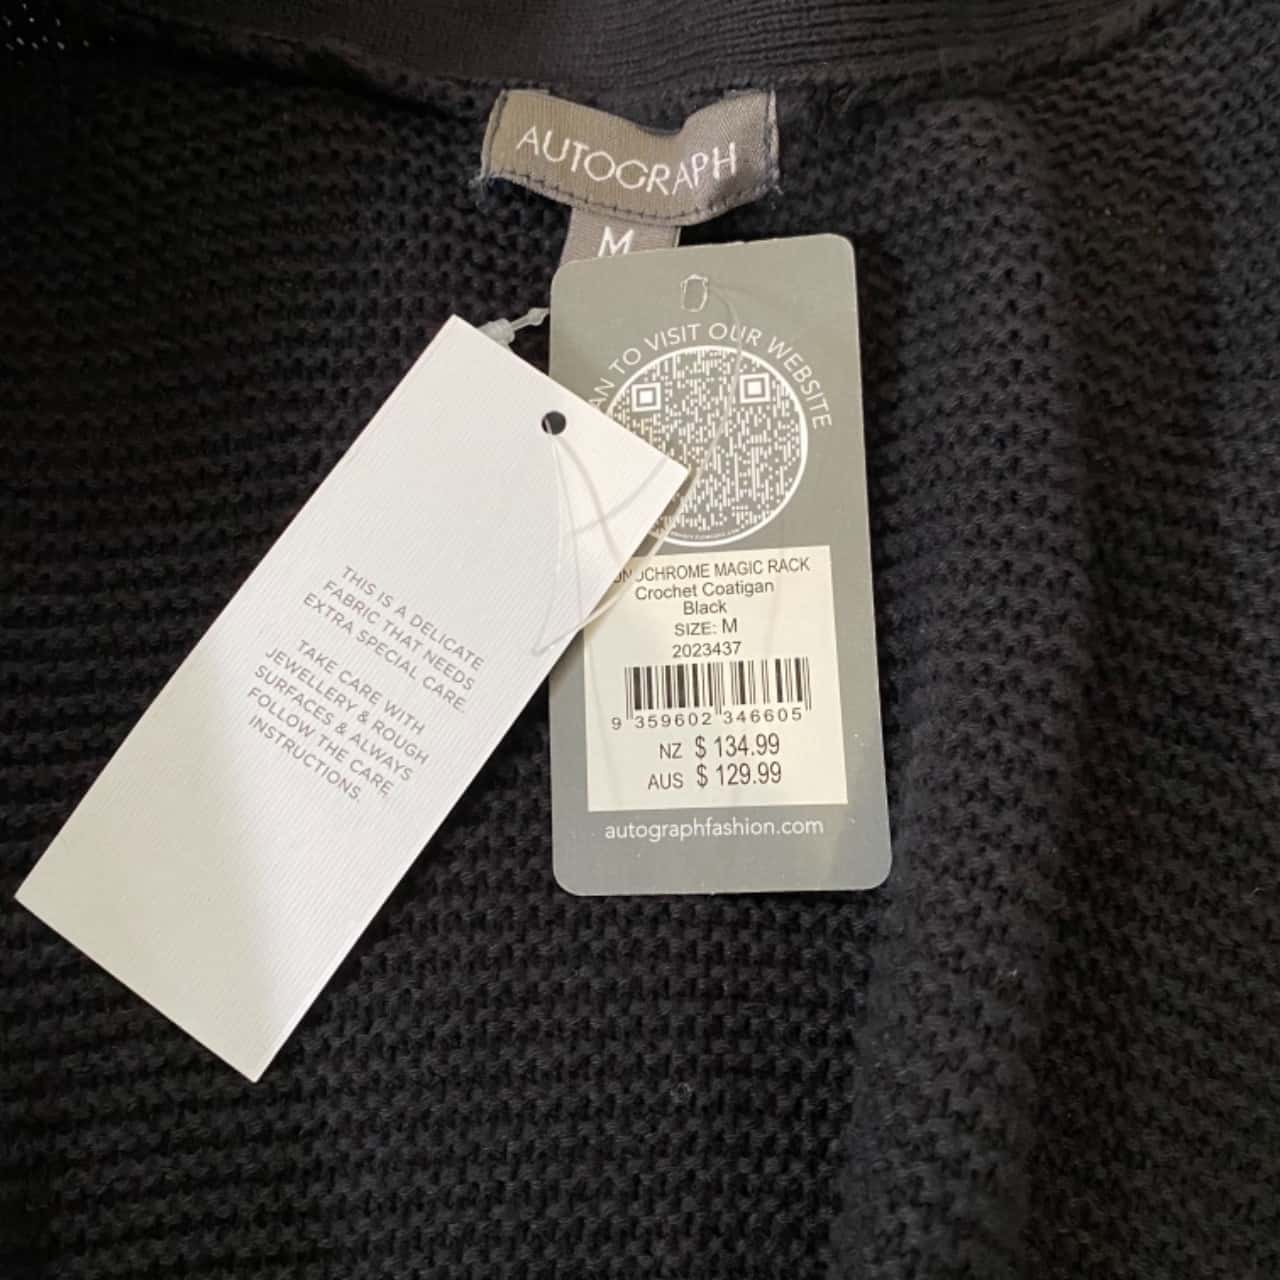 AUTOGRAPH
M
TO VISIT OUR WEBSITE
MAGIC RACK
Crochet Coatigan
Black
SIZE: M
2023437
9 359602 346605
NZ $ 134.99
AUS $ 129.99
autographfashion.com
THIS IS A DELICATE
FABRIC THAT NEEDS
EXTRA SPECIAL CARE.
TAKE CARE WITH
JEWELLERY & ROUGH
SURFACES & ALWAYS
FOLLOW THE CARE
INSTRUCTIONS.